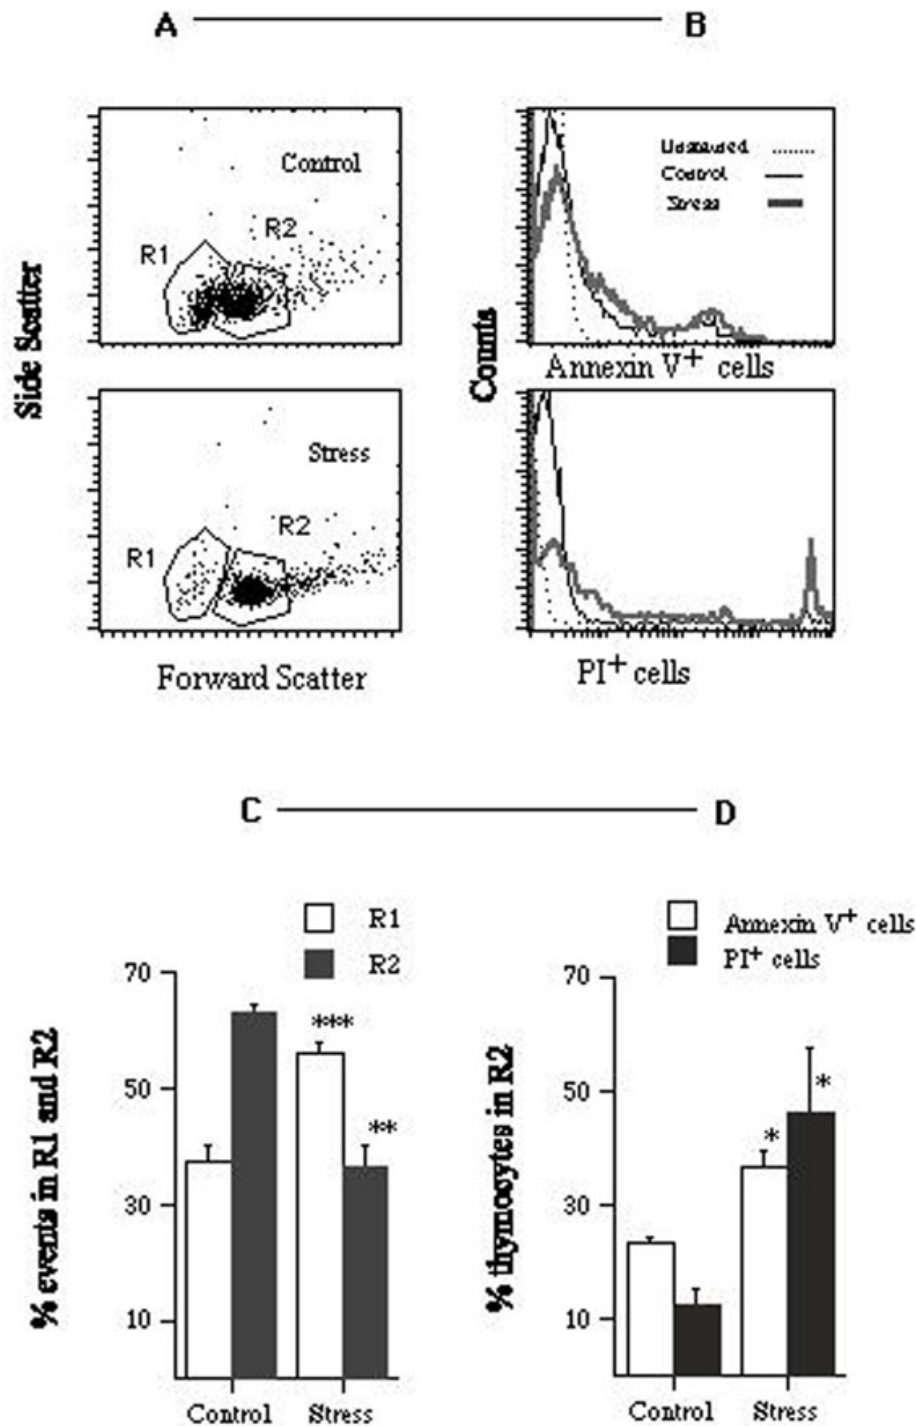 A B
Side Scatter
Control
R1
R2
Stress
R1
R2
Forward Scatter
Counts
Unstained
Control
Stress
Annexin V+ cells
PI+ cells
C D
% events in R1 and R2
R1
R2
70
50
30
10
***
**
Control Stress
% thymocytes in R2
Annexin V+ cells
PI+ cells
70
50
30
10
*
*
Control Stress